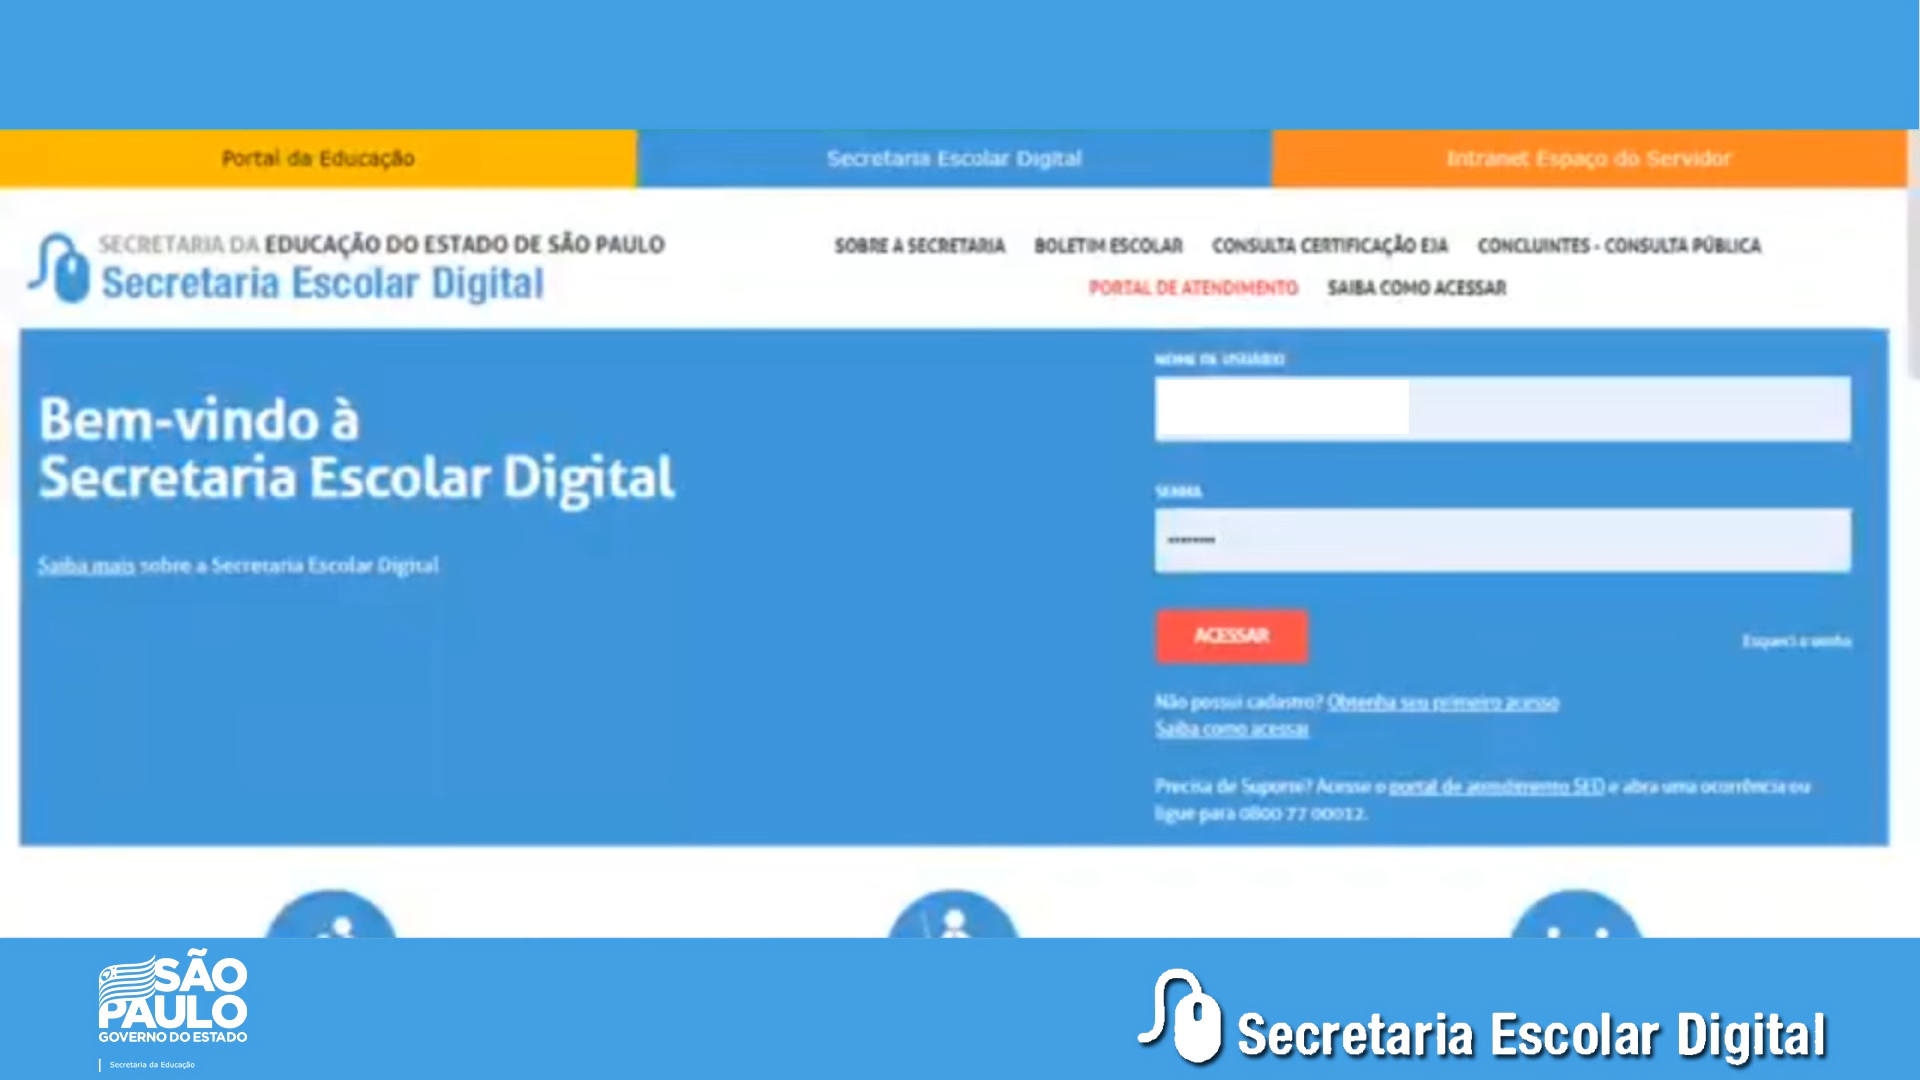 Portal da Educação
Secretaria Escolar Digital
Intranet Espaço do Servidor
SECRETARIA DA EDUCAÇÃO DO ESTADO DE SÃO PAULO
Secretaria Escolar Digital
SOBRE A SECRETARIA BOLETIM ESCOLAR CONSULTA CERTIFICAÇÃO EJA CONCLUINTES - CONSULTA PÚBLICA
PORTAL DE ATENDIMENTO SAIBA COMO ACESSAR
Bem-vindo à
Secretaria Escolar Digital
Saiba mais sobre a Secretaria Escolar Digital
NOME DE USUÁRIO
SENHA
ACESSAR
Esqueci a senha
Não possui cadastro? Obtenha seu primeiro acesso
Saiba como acessar
Precisa de Suporte? Acesse o portal de atendimento SED e abra uma ocorrência ou
ligue para 0800 77 00012.
SÃO
PAULO
GOVERNO DO ESTADO
Secretaria da Educação
Secretaria Escolar Digital